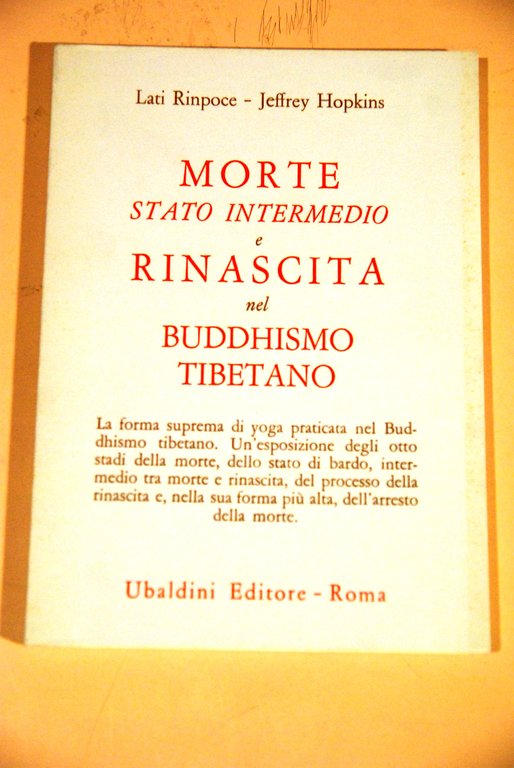 Lati Rinpoce - Jeffrey Hopkins
MORTE
STATO INTERMEDIO
e
RINASCITA
nel
BUDDHISMO
TIBETANO
La forma suprema di yoga praticata nel Bud-
dhismo tibetano. Un'esposizione degli otto
stadi della morte, dello stato di bardo, inter-
medio tra morte e rinascita, del processo della
rinascita e, nella sua forma più alta, dell'arresto
della morte.
Ubaldini Editore - Roma